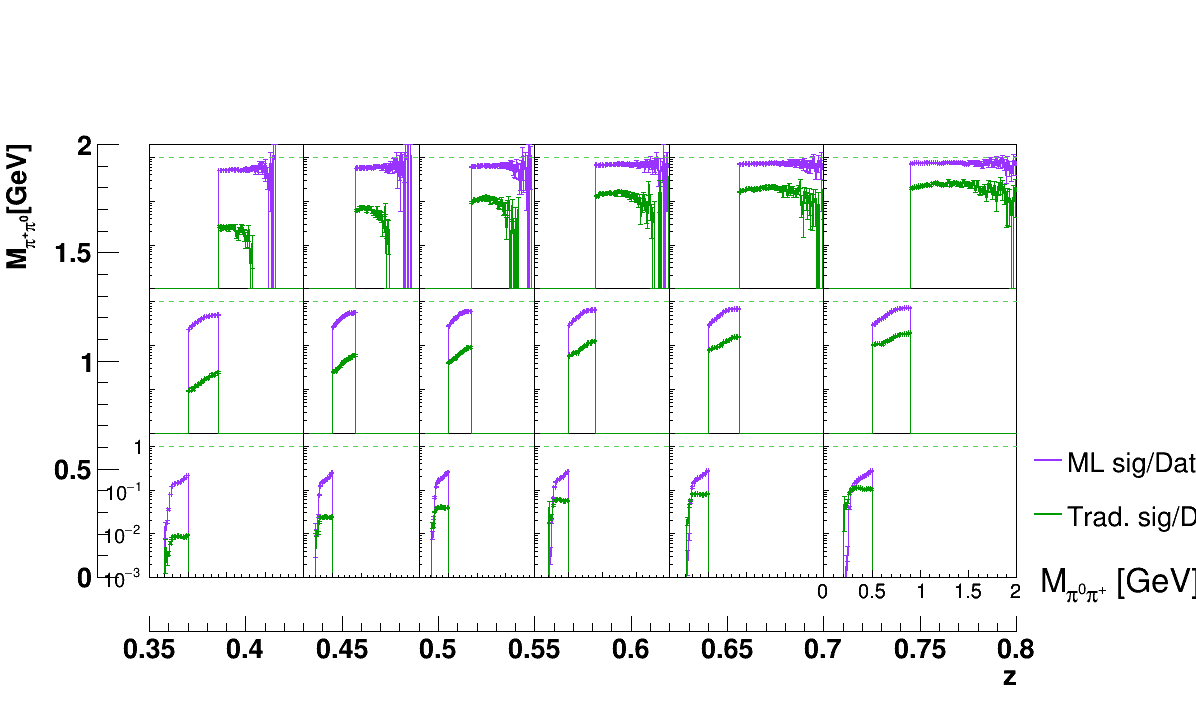 M_{π⁺π⁰}[GeV]
2
1.5
1
0.5
0
1
10⁻¹
10⁻²
10⁻³
ML sig/Dat
Trad. sig/D
0 0.5 1 1.5 2
M_{π⁰π⁺} [GeV]
0.35 0.4 0.45 0.5 0.55 0.6 0.65 0.7 0.75 0.8
z